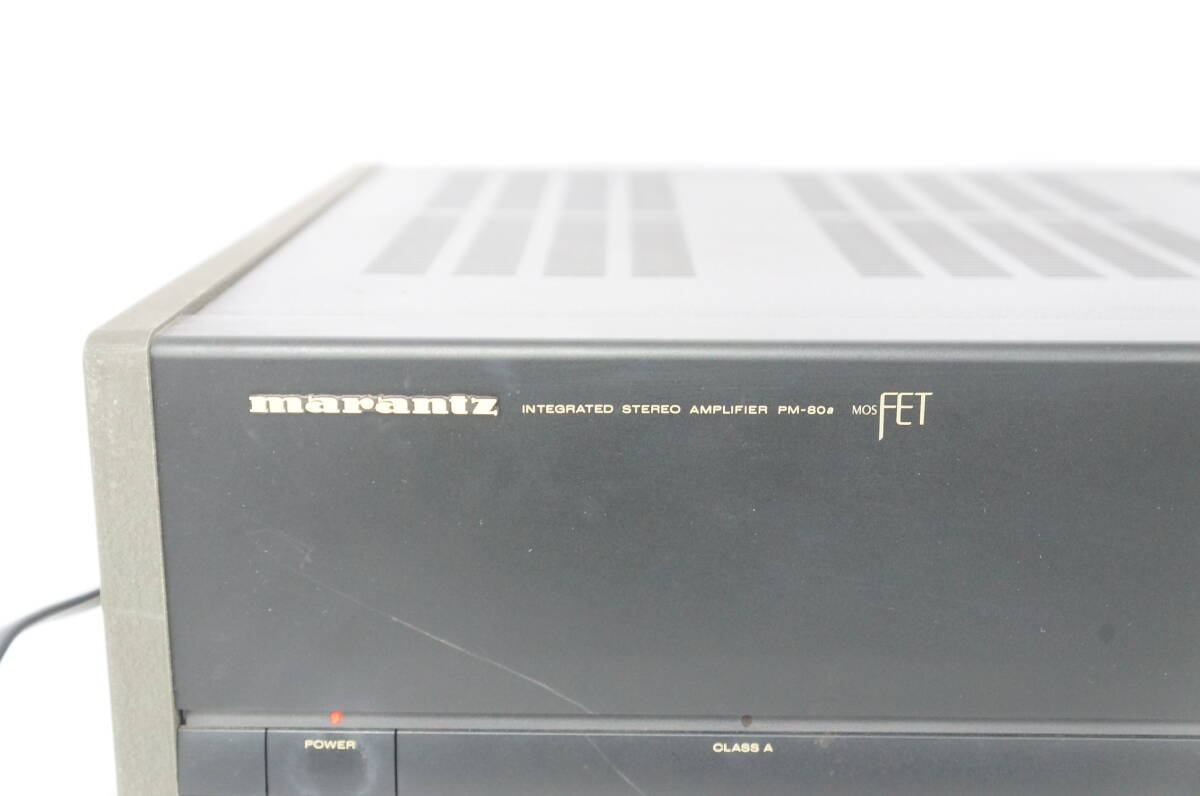 marantz INTEGRATED STEREO AMPLIFIER PM-80a MOS FET
POWER CLASS A